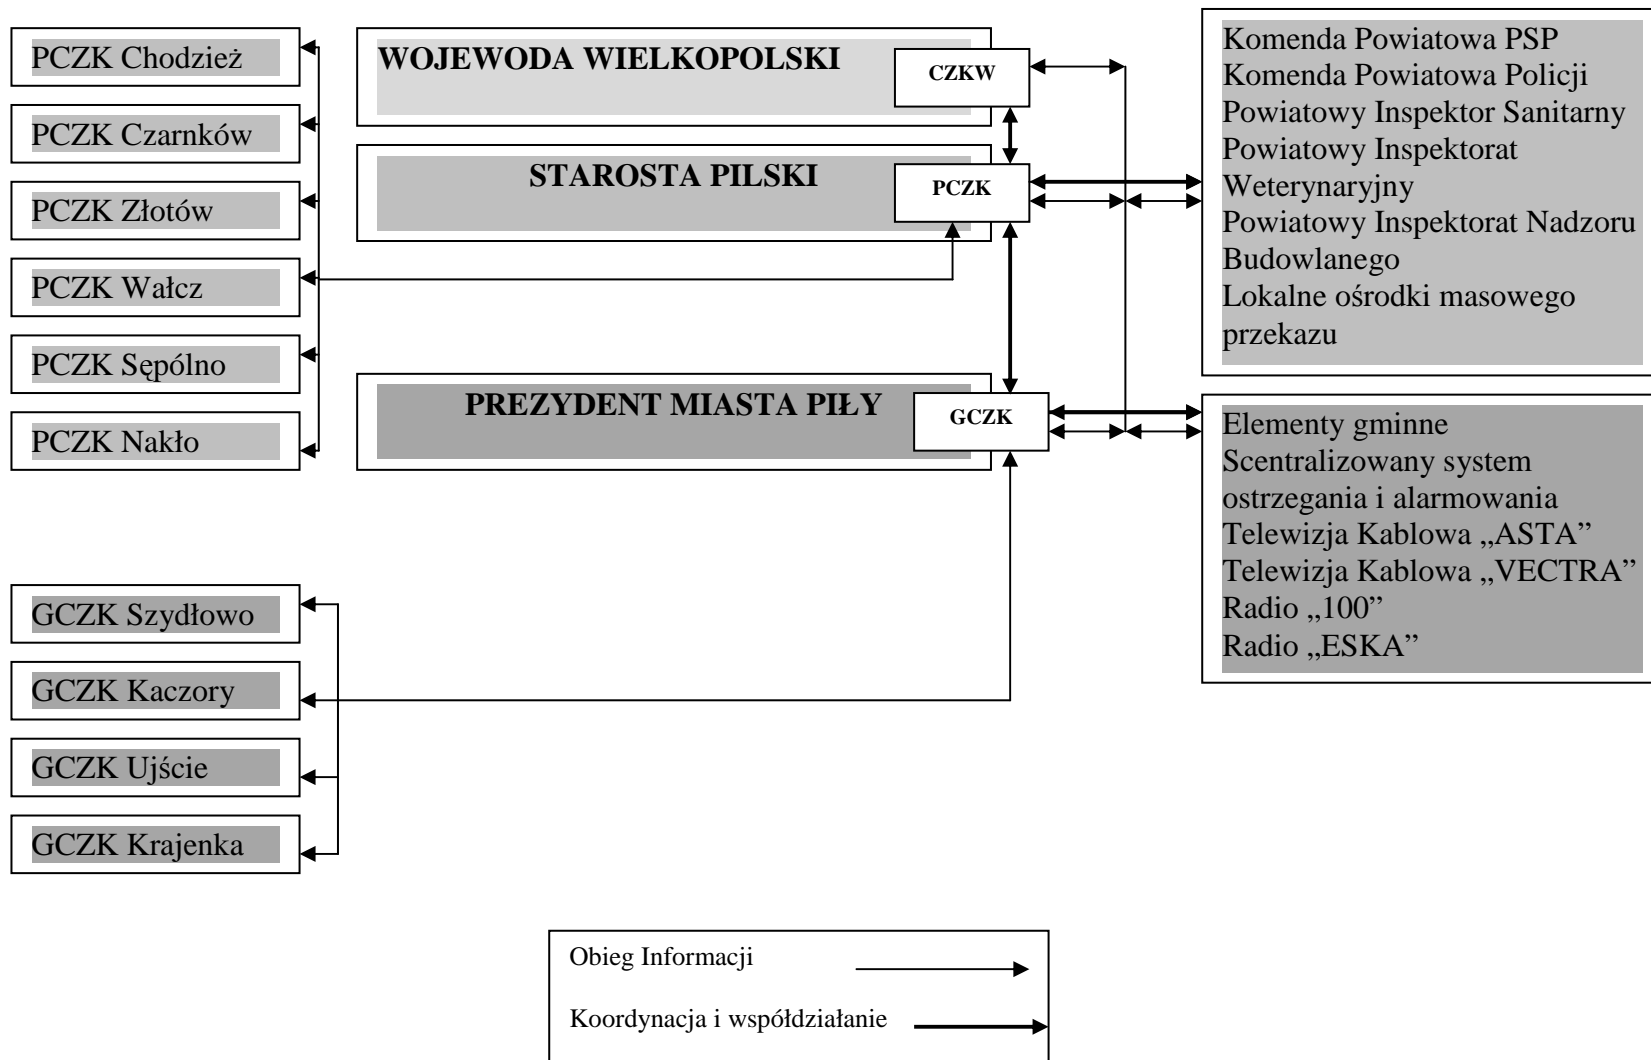 PCZK Chodzież
PCZK Czarnków
PCZK Złotów
PCZK Wałcz
PCZK Sępólno
PCZK Nakło
WOJEWODA WIELKOPOLSKI
CZKW
STAROSTA PILSKI
PCZK
PREZYDENT MIASTA PIŁY
GCZK
Komenda Powiatowa PSP
Komenda Powiatowa Policji
Powiatowy Inspektor Sanitarny
Powiatowy Inspektorat
Weterynaryjny
Powiatowy Inspektorat Nadzoru
Budowlanego
Lokalne ośrodki masowego
przekazu
Elementy gminne
Scentralizowany system
ostrzegania i alarmowania
Telewizja Kablowa „ASTA”
Telewizja Kablowa „VECTRA”
Radio „100”
Radio „ESKA”
GCZK Szydłowo
GCZK Kaczory
GCZK Ujście
GCZK Krajenka
Obieg Informacji
Koordynacja i współdziałanie